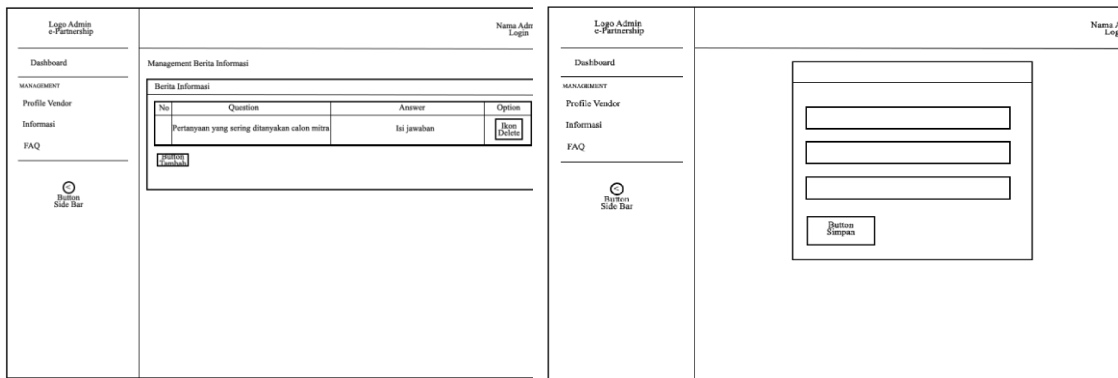 Logo Admin
e-Partnership
Nama Adm
Login
Dashboard
MANAGEMENT
Profile Vendor
Informasi
FAQ
<
Button
Side Bar
Management Berita Informasi
Berita Informasi
No Question Answer Option
Pertanyaan yang sering ditanyakan calon mitra Isi jawaban Ikon
Delete
Button
Tambah
Logo Admin
e-Partnership
Nama A
Log
Dashboard
MANAGEMENT
Profile Vendor
Informasi
FAQ
<
Button
Side Bar
Button
Simpan